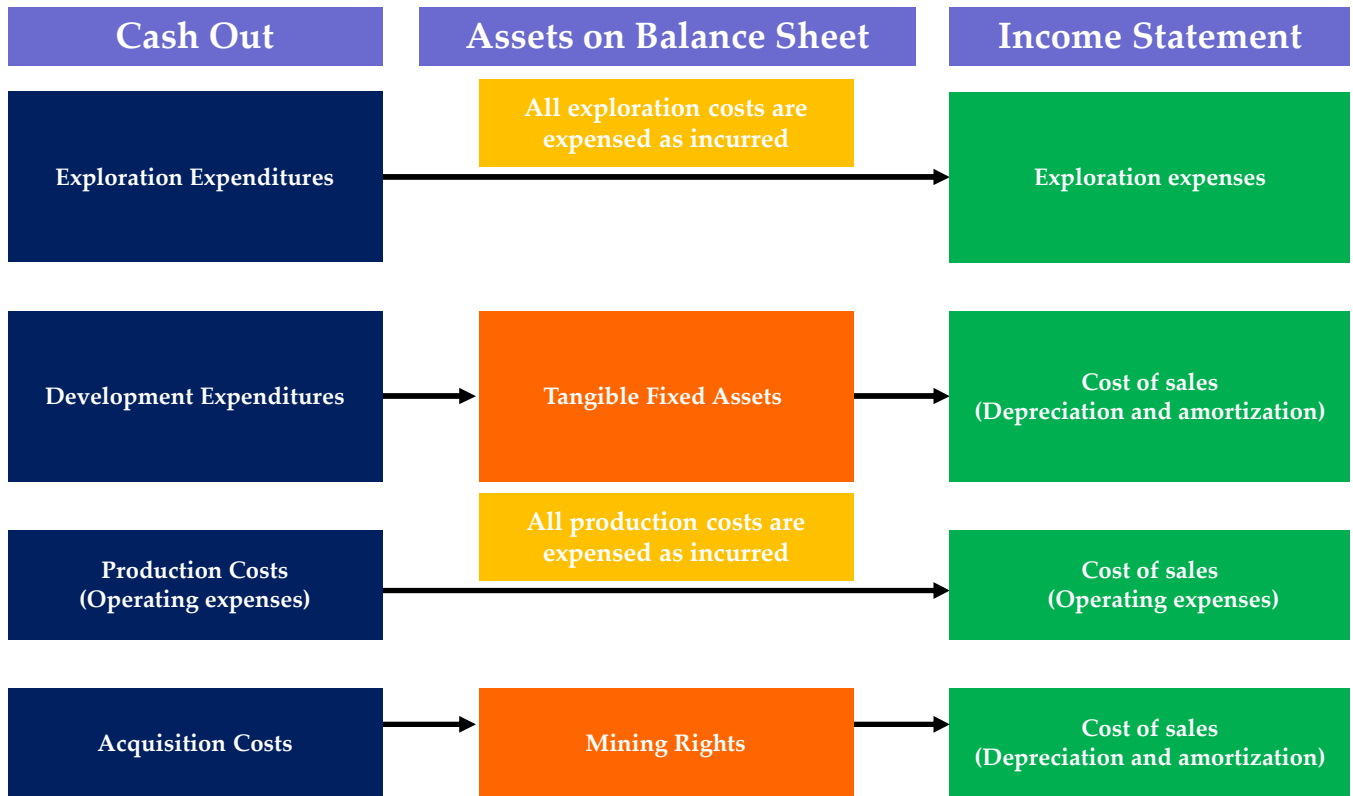 Cash Out
Assets on Balance Sheet
Income Statement
All exploration costs are
expensed as incurred
Exploration Expenditures
Exploration expenses
Development Expenditures
Tangible Fixed Assets
Cost of sales
(Depreciation and amortization)
All production costs are
expensed as incurred
Production Costs
(Operating expenses)
Cost of sales
(Operating expenses)
Acquisition Costs
Mining Rights
Cost of sales
(Depreciation and amortization)